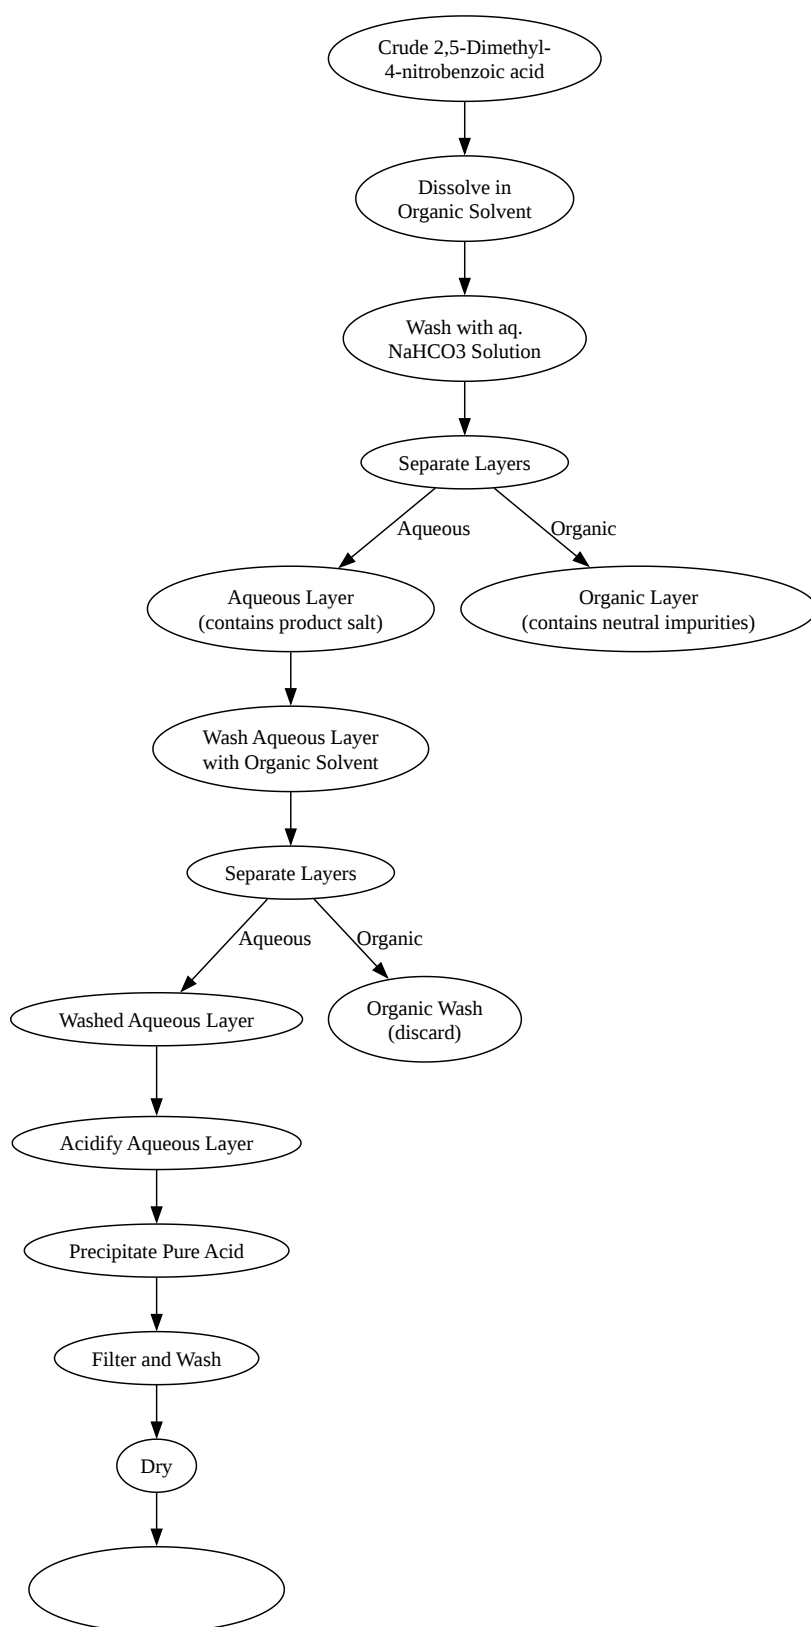 Crude 2,5-Dimethyl-
4-nitrobenzoic acid
Dissolve in
Organic Solvent
Wash with aq.
NaHCO3 Solution
Separate Layers
Aqueous
Organic
Aqueous Layer
(contains product salt)
Organic Layer
(contains neutral impurities)
Wash Aqueous Layer
with Organic Solvent
Separate Layers
Aqueous
Organic
Washed Aqueous Layer
Organic Wash
(discard)
Acidify Aqueous Layer
Precipitate Pure Acid
Filter and Wash
Dry